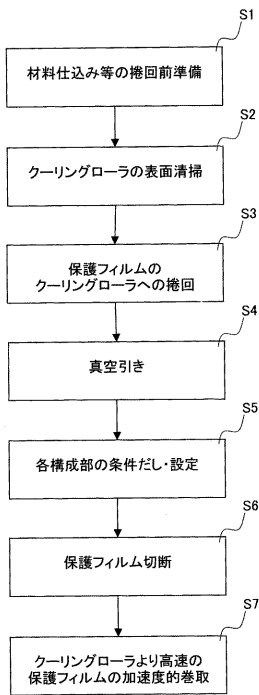 S1
材料仕込み等の捲回前準備
S2
クーリングローラの表面清掃
S3
保護フィルムの
クーリングローラへの捲回
S4
真空引き
S5
各構成部の条件だし・設定
S6
保護フィルム切断
S7
クーリングローラより高速の
保護フィルムの加速度的巻取